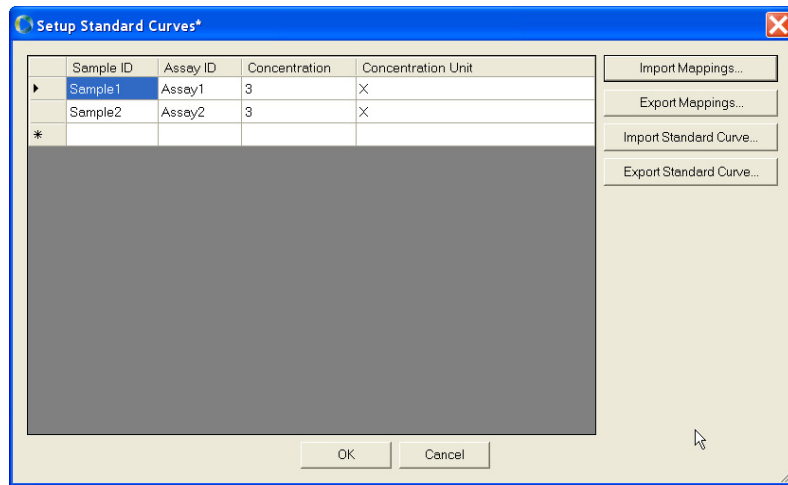 Setup Standard Curves*
Sample ID Assay ID Concentration Concentration Unit
Sample1 Assay1 3 X
Sample2 Assay2 3 X
*
Import Mappings...
Export Mappings...
Import Standard Curve...
Export Standard Curve...
OK Cancel